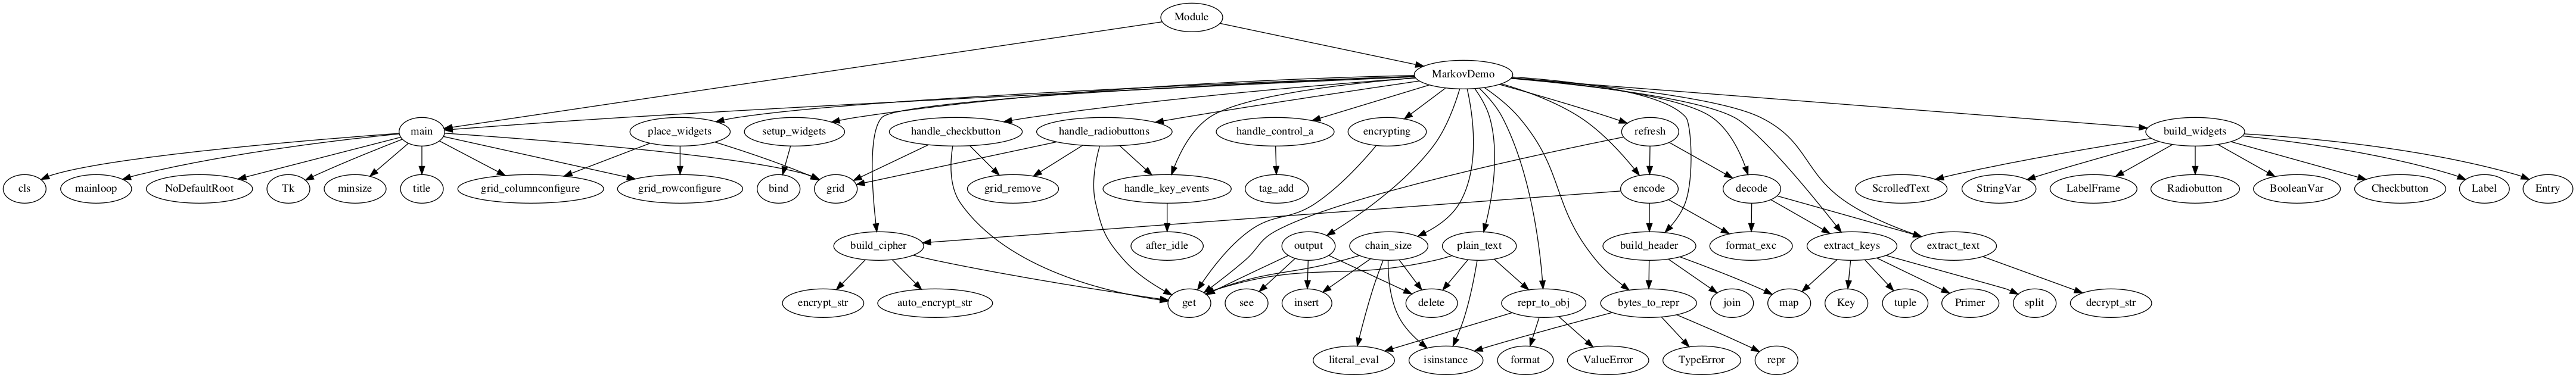 Module
MarkovDemo
main
place_widgets
setup_widgets
handle_checkbutton
handle_radiobuttons
handle_control_a
encrypting
refresh
build_widgets
cls
mainloop
NoDefaultRoot
Tk
minsize
title
grid_columnconfigure
grid_rowconfigure
bind
grid
grid_remove
handle_key_events
tag_add
encode
decode
ScrolledText
StringVar
LabelFrame
Radiobutton
BooleanVar
Checkbutton
Label
Entry
build_cipher
after_idle
output
chain_size
plain_text
build_header
format_exc
extract_keys
extract_text
encrypt_str
auto_encrypt_str
get
see
insert
delete
repr_to_obj
bytes_to_repr
join
map
Key
tuple
Primer
split
decrypt_str
literal_eval
isinstance
format
ValueError
TypeError
repr